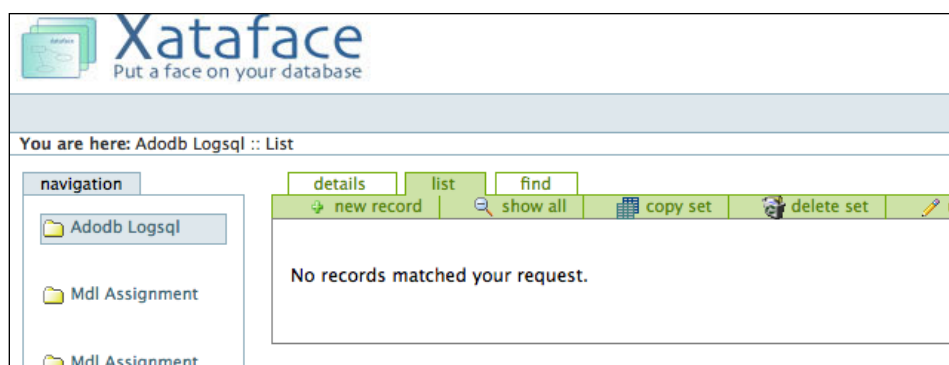 Xataface
Put a face on your database
You are here: Adodb Logsql :: List
navigation
details list find
new record show all copy set delete set
Adodb Logsql
No records matched your request.
Mdl Assignment
Mdl Assignment